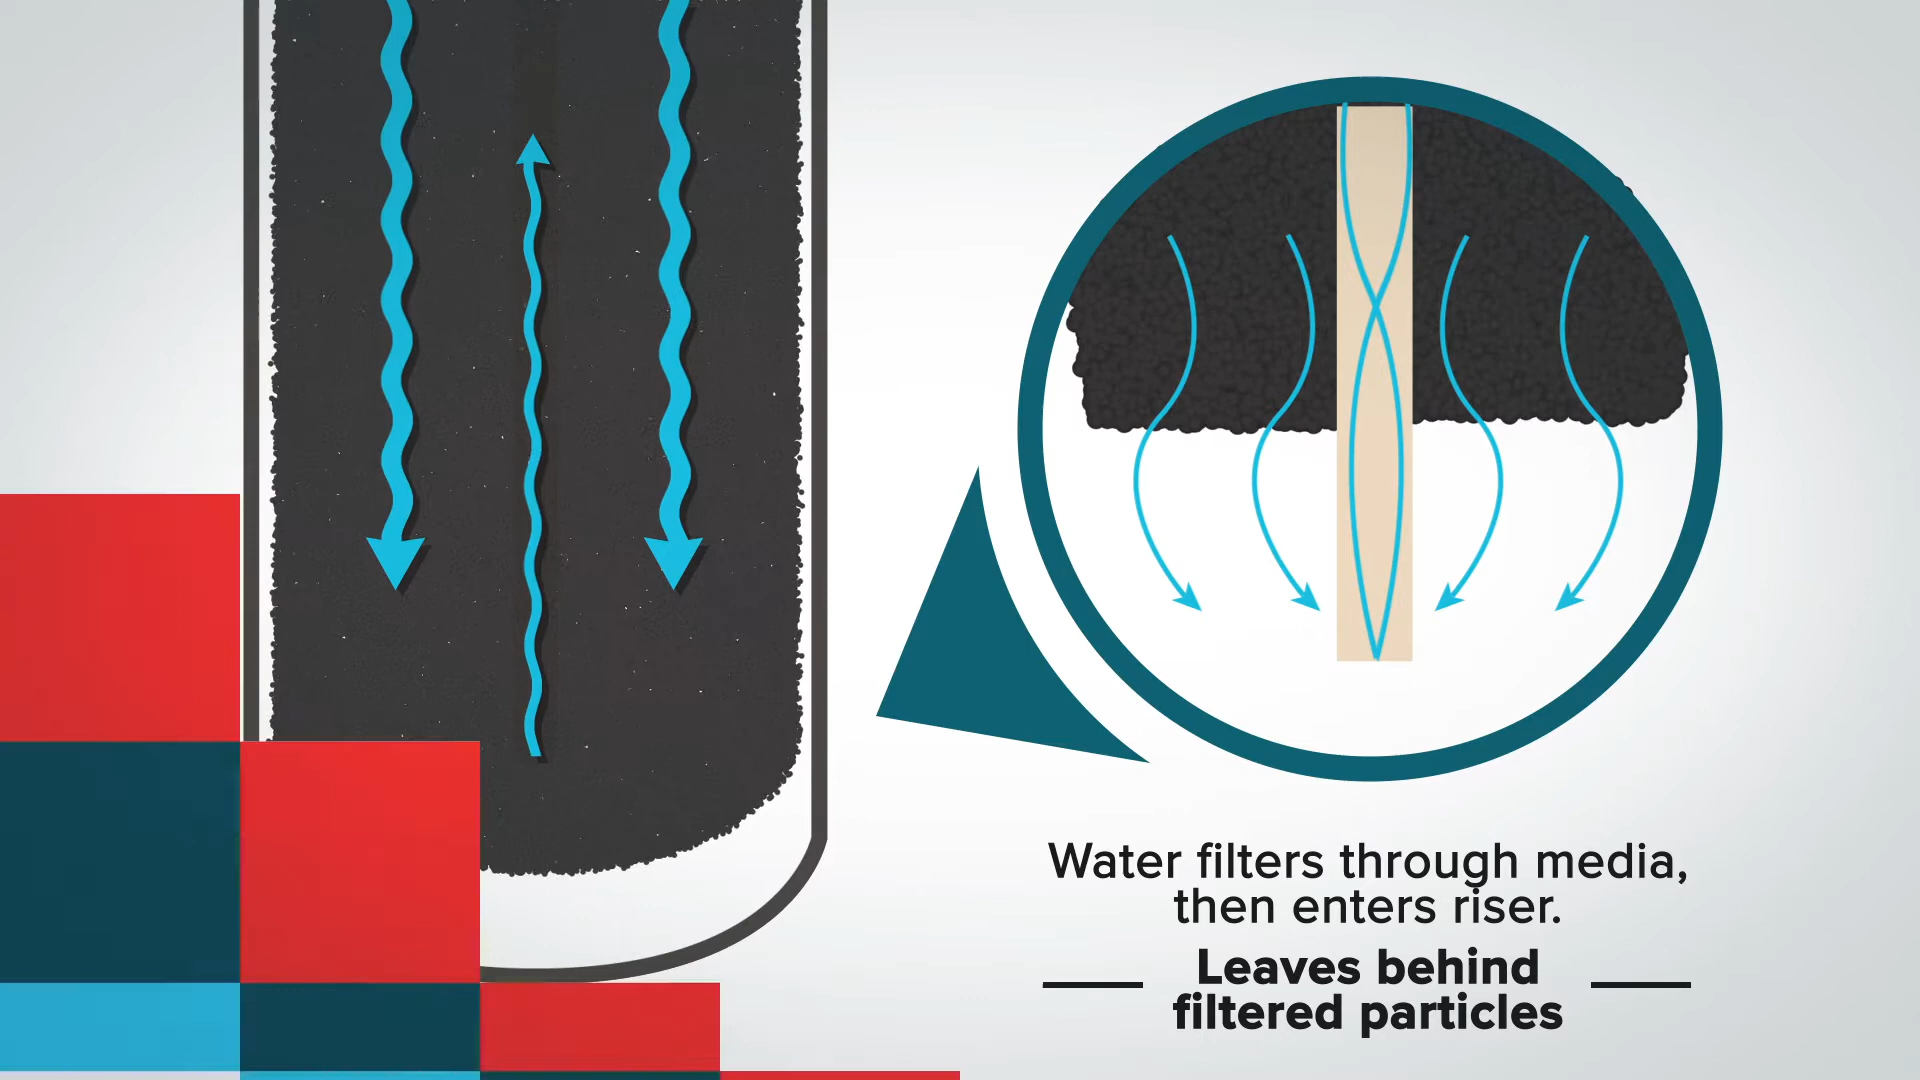 Water filters through media,
then enters riser.
Leaves behind
filtered particles